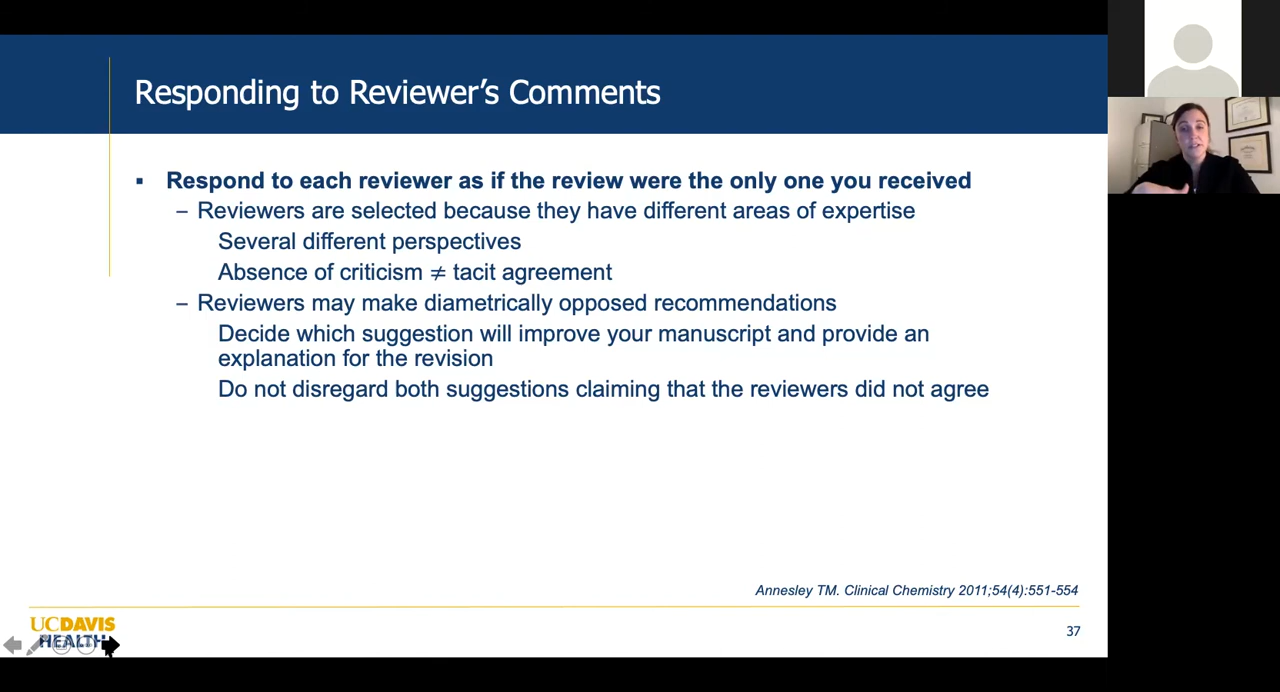 Responding to Reviewer's Comments
▪ Respond to each reviewer as if the review were the only one you received
– Reviewers are selected because they have different areas of expertise
Several different perspectives
Absence of criticism ≠ tacit agreement
– Reviewers may make diametrically opposed recommendations
Decide which suggestion will improve your manuscript and provide an
explanation for the revision
Do not disregard both suggestions claiming that the reviewers did not agree
Annesley TM. Clinical Chemistry 2011;54(4):551-554
UCDAVIS
HEALTH
37